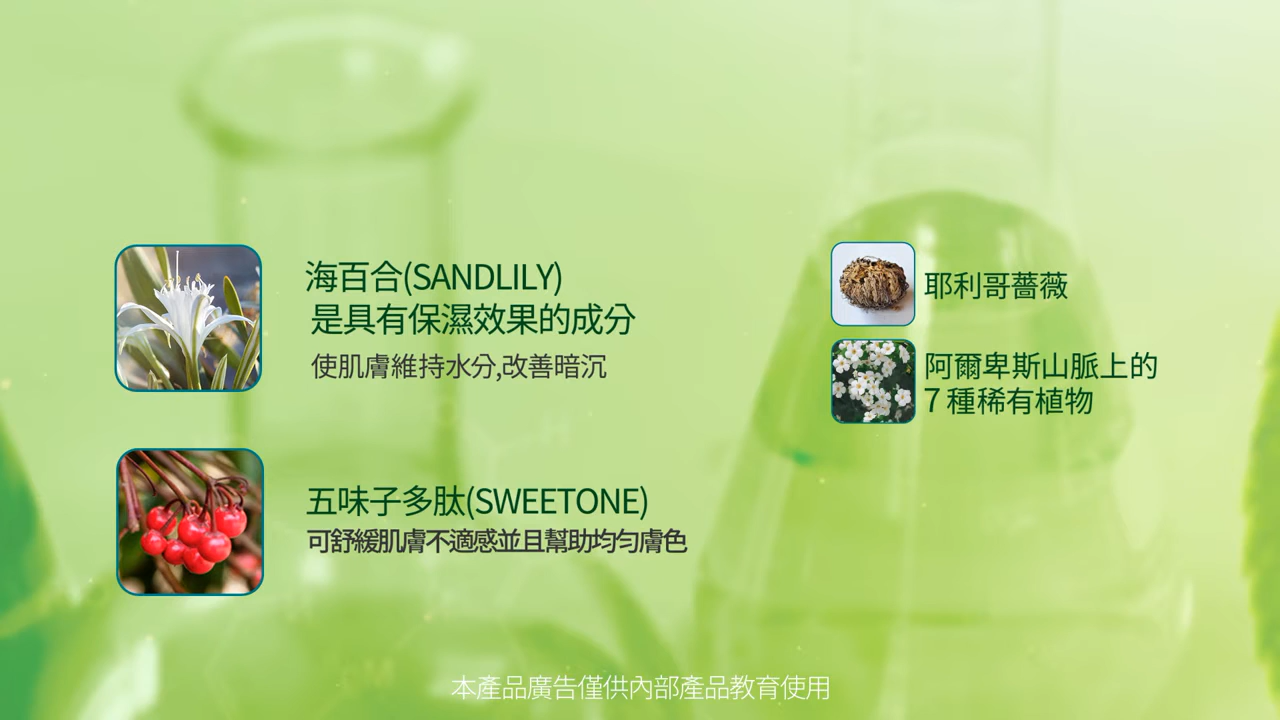 海百合(SANDLILY)
是具有保濕效果的成分
使肌膚維持水分,改善暗沉
五味子多肽(SWEETONE)
可舒緩肌膚不適感並且幫助均勻膚色
耶利哥薔薇
阿爾卑斯山脈上的
7種稀有植物
本產品廣告僅供內部產品教育使用